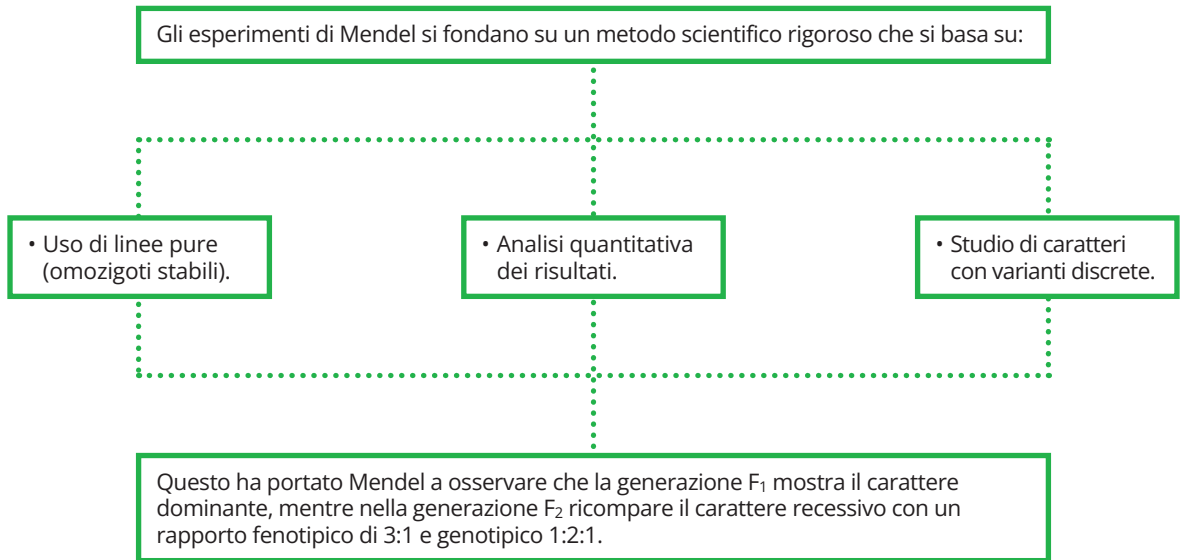 Gli esperimenti di Mendel si fondano su un metodo scientifico rigoroso che si basa su:
• Uso di linee pure
(omozigoti stabili).
• Analisi quantitativa
dei risultati.
• Studio di caratteri
con varianti discrete.
Questo ha portato Mendel a osservare che la generazione F₁ mostra il carattere
dominante, mentre nella generazione F₂ ricompare il carattere recessivo con un
rapporto fenotipico di 3:1 e genotipico 1:2:1.